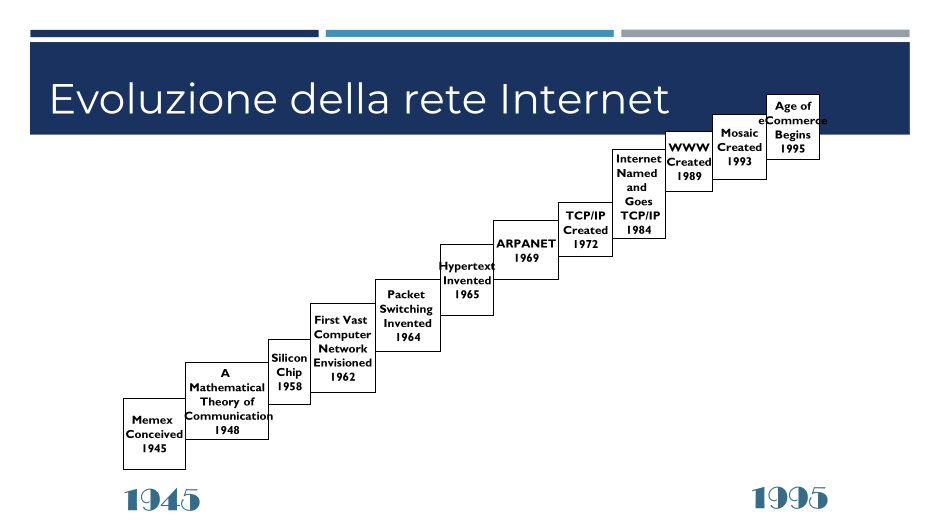 Evoluzione della rete Internet
Memex
Conceived
1945
A
Mathematical
Theory of
Communication
1948
Silicon
Chip
1958
First Vast
Computer
Network
Envisioned
1962
Packet
Switching
Invented
1964
Hypertext
Invented
1965
ARPANET
1969
TCP/IP
Created
1972
Internet
Named
and
Goes
TCP/IP
1984
WWW
Created
1989
Mosaic
Created
1993
Age of
eCommerce
Begins
1995
1945
1995